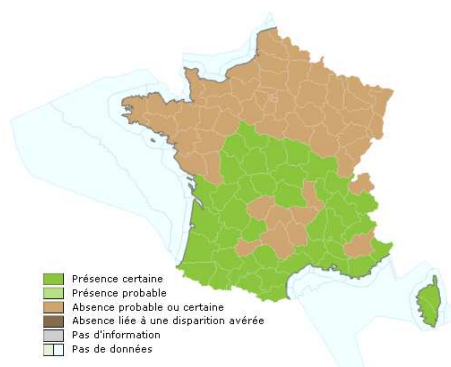 Présence certaine
Présence probable
Absence probable ou certaine
Absence liée à une disparition avérée
Pas d'information
Pas de données